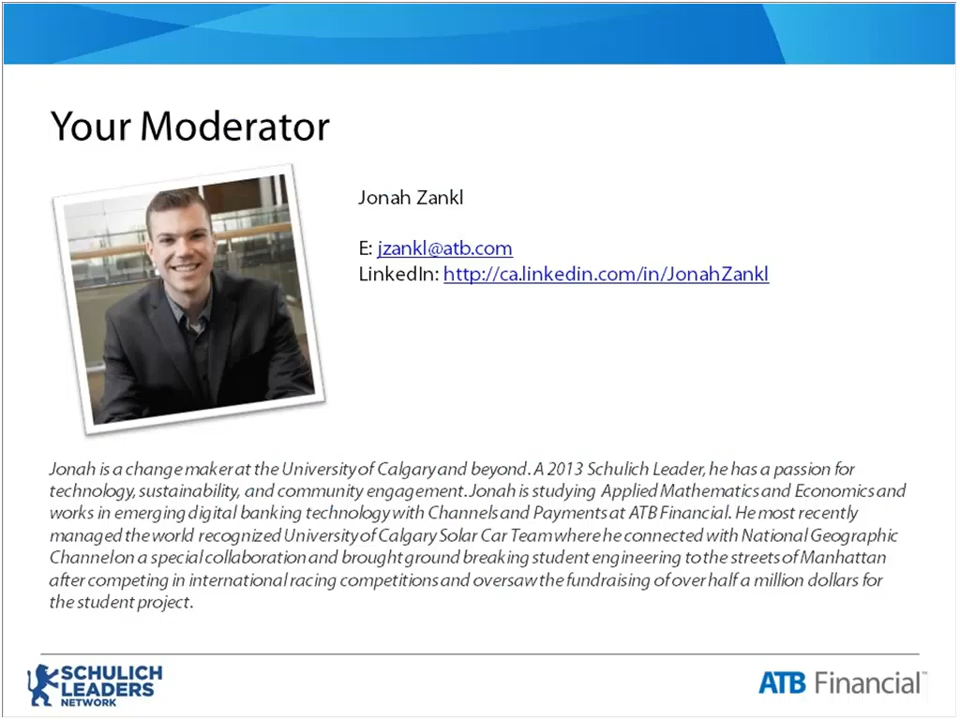 Your Moderator
Jonah Zankl
E: jzankl@atb.com
LinkedIn: http://ca.linkedin.com/in/JonahZankl
Jonah is a change maker at the University of Calgary and beyond. A 2013 Schulich Leader, he has a passion for
technology, sustainability, and community engagement. Jonah is studying Applied Mathematics and Economics and
works in emerging digital banking technology with Channels and Payments at ATB Financial. He most recently
managed the world recognized University of Calgary Solar Car Team where he connected with National Geographic
Channel on a special collaboration and brought ground breaking student engineering to the streets of Manhattan
after competing in international racing competitions and oversaw the fundraising of over half a million dollars for
the student project.
SCHULICH
LEADERS
NETWORK
ATB Financial™